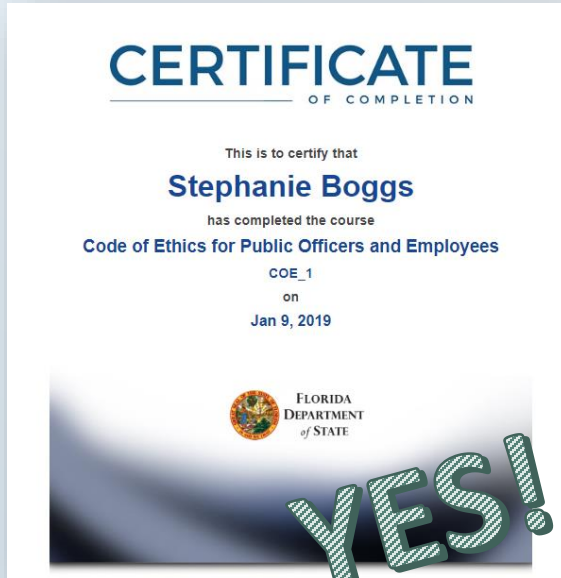 CERTIFICATE
OF COMPLETION
This is to certify that
Stephanie Boggs
has completed the course
Code of Ethics for Public Officers and Employees
COE_1
on
Jan 9, 2019
FLORIDA
DEPARTMENT
of STATE
YES!